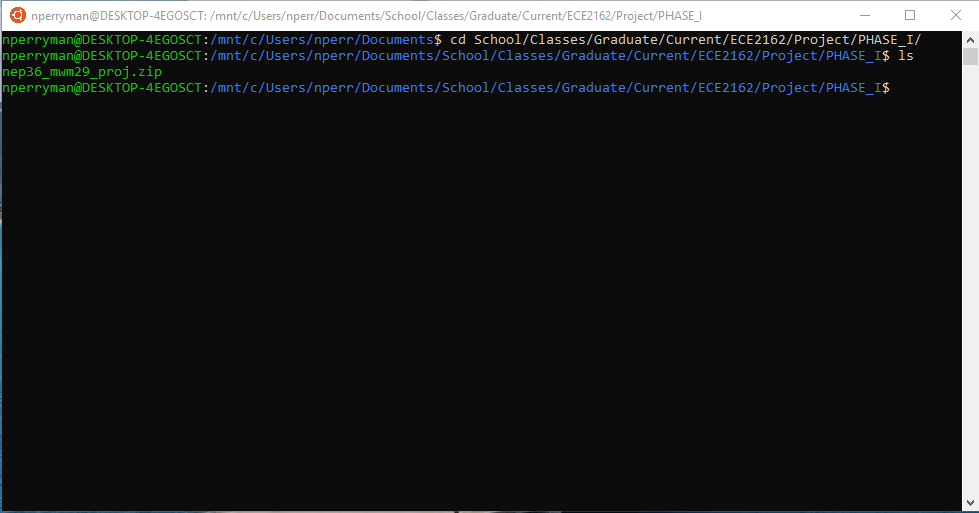 nperryman@DESKTOP-4EGOSCT: /mnt/c/Users/nperr/Documents/School/Classes/Graduate/Current/ECE2162/Project/PHASE_I
nperryman@DESKTOP-4EGOSCT:/mnt/c/Users/nperr/Documents$ cd School/Classes/Graduate/Current/ECE2162/Project/PHASE_I/
nperryman@DESKTOP-4EGOSCT:/mnt/c/Users/nperr/Documents/School/Classes/Graduate/Current/ECE2162/Project/PHASE_I$ ls
nep36_mwm29_proj.zip
nperryman@DESKTOP-4EGOSCT:/mnt/c/Users/nperr/Documents/School/Classes/Graduate/Current/ECE2162/Project/PHASE_I$